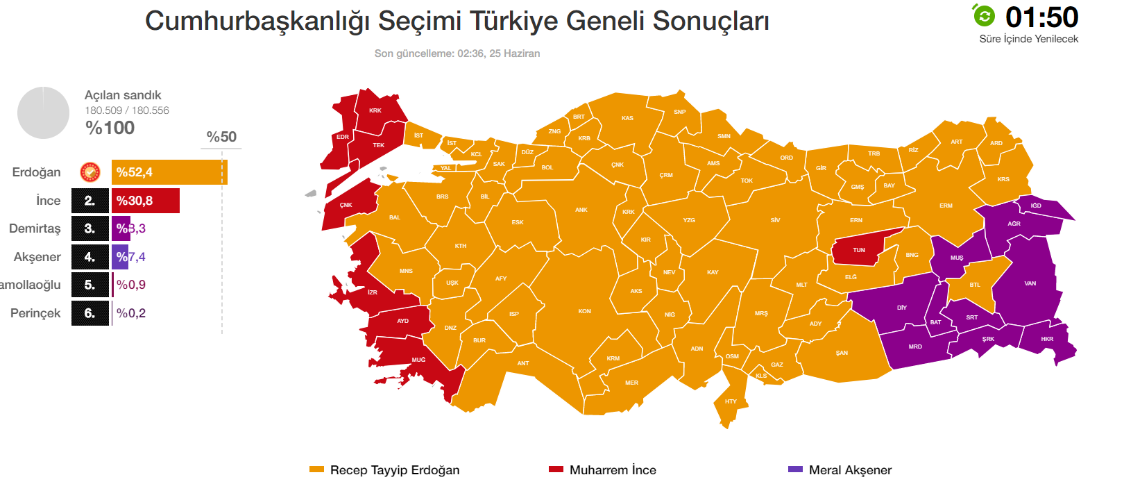 Cumhurbaşkanlığı Seçimi Türkiye Geneli Sonuçları
01:50
Süre İçinde Yenilecek
Son güncelleme: 02:36, 25 Haziran
Açılan sandık
180.509 / 180.556
%100
%50
Erdoğan %52,4
İnce 2. %30,8
Demirtaş 3. %8,3
Akşener 4. %7,4
amollaoğlu 5. %0,9
Perinçek 6. %0,2
KRK
EDR
TEK
İST
İST
KCL
YAL
SAK
DÜZ
ZNG
BRT
KRB
KAS
SNP
SMN
ORD
GİR
TRB
RİZ
ART
ARD
KRS
IĞD
AĞR
ÇNK
BAL
BRS
BİL
BOL
ÇNK
ÇRM
AMS
TOK
GMŞ
BAY
ERM
ESK
ANK
KRK
YZG
SİV
ERN
TUN
BNG
MUŞ
BTL
VAN
KTH
KIR
MNS
UŞK
AFY
NEV
KAY
MLT
ELĞ
İZR
AKS
DİY
BAT
SRT
AYD
DNZ
ISP
KON
NİĞ
MRŞ
ADY
MRD
ŞRK
HKR
MUĞ
BUR
ANT
KRM
MER
ADN
OSM
GAZ
KLS
ŞAN
HTY
Recep Tayyip Erdoğan
Muharrem İnce
Meral Akşener